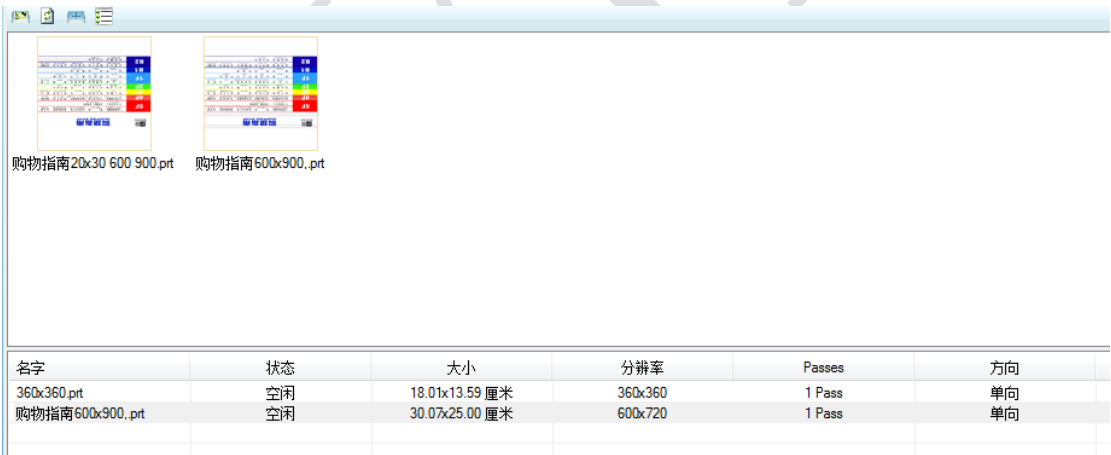 购物指南20x30 600 900.prt
购物指南600x900,.prt
名字 状态 大小 分辨率 Passes 方向
360x360.prt 空闲 18.01x13.59 厘米 360x360 1 Pass 单向
购物指南600x900,.prt 空闲 30.07x25.00 厘米 600x720 1 Pass 单向